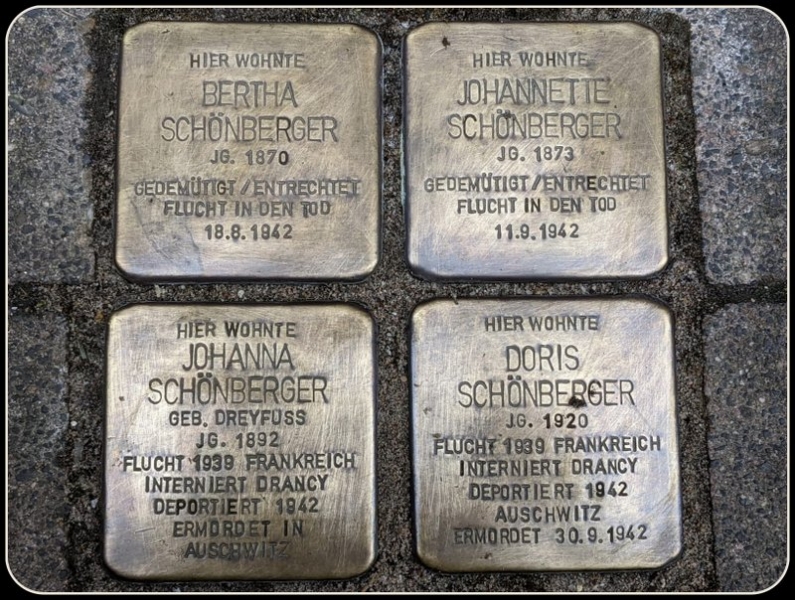 HIER WOHNTE
BERTHA
SCHÖNBERGER
JG. 1870
GEDEMÜTIGT/ENTRECHTET
FLUCHT IN DEN TOD
18.8.1942
HIER WOHNTE
JOHANNETTE
SCHÖNBERGER
JG. 1873
GEDEMÜTIGT/ENTRECHTET
FLUCHT IN DEN TOD
11.9.1942
HIER WOHNTE
JOHANNA
SCHÖNBERGER
GEB. DREYFUSS
JG. 1892
FLUCHT 1939 FRANKREICH
INTERNIERT DRANCY
DEPORTIERT 1942
ERMORDET IN
AUSCHWITZ
HIER WOHNTE
DORIS
SCHÖNBERGER
JG. 1920
FLUCHT 1939 FRANKREICH
INTERNIERT DRANCY
DEPORTIERT 1942
AUSCHWITZ
ERMORDET 30.9.1942